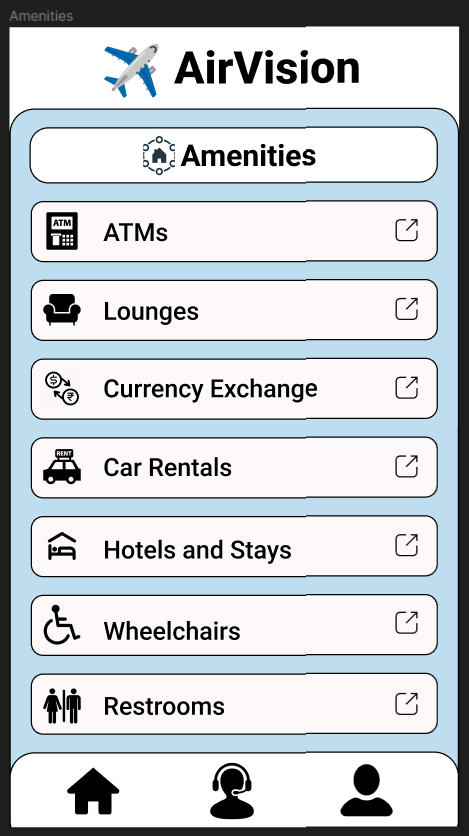 Amenities
AirVision
Amenities
ATM
ATMs
Lounges
$
₹
Currency Exchange
RENT
Car Rentals
Hotels and Stays
Wheelchairs
Restrooms